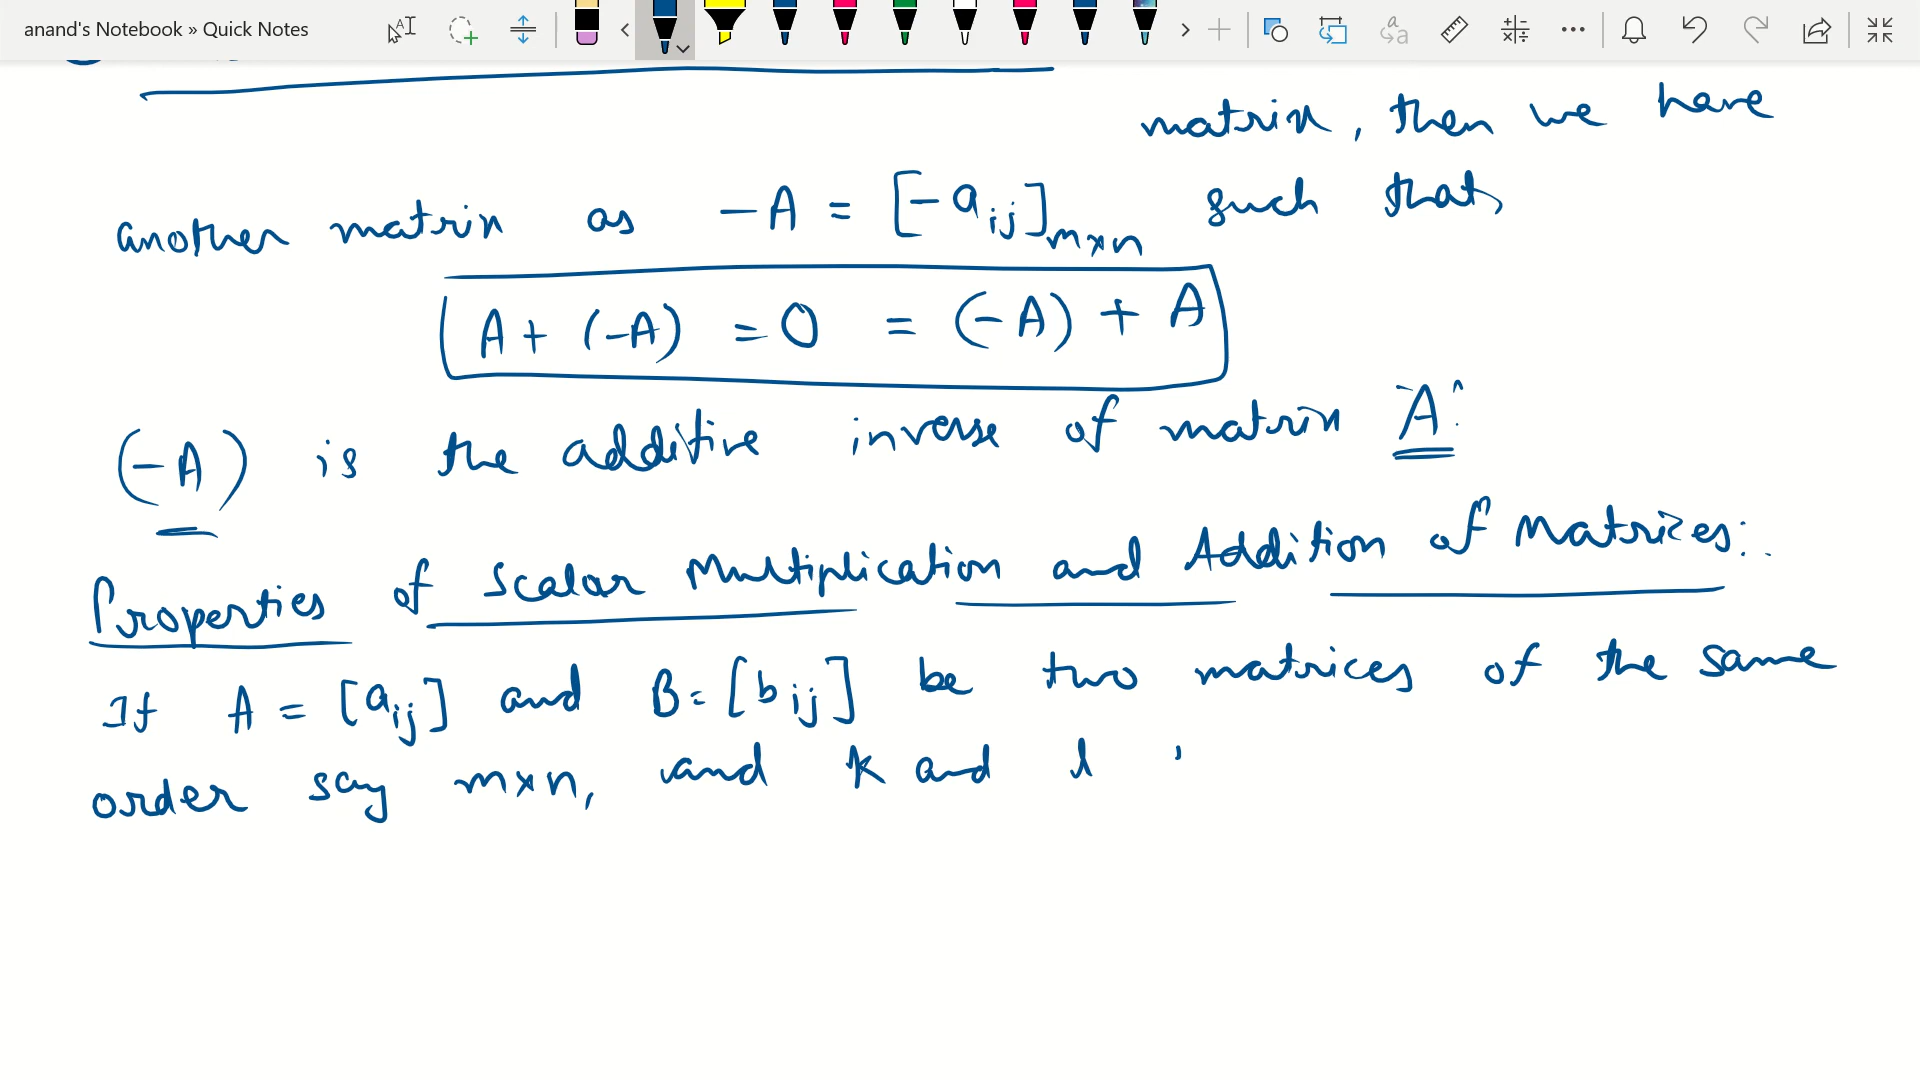 anand's Notebook » Quick Notes
matrix, then we have
another matrix as -A = [-aij]m×n such that
A + (-A) = O = (-A) + A
(-A) is the additive inverse of matrix A.
Properties of Scalar Multiplication and Addition of Matrices:.
If A = [aij] and B = [bij] be two matrices of the same
order say m×n, and k and l